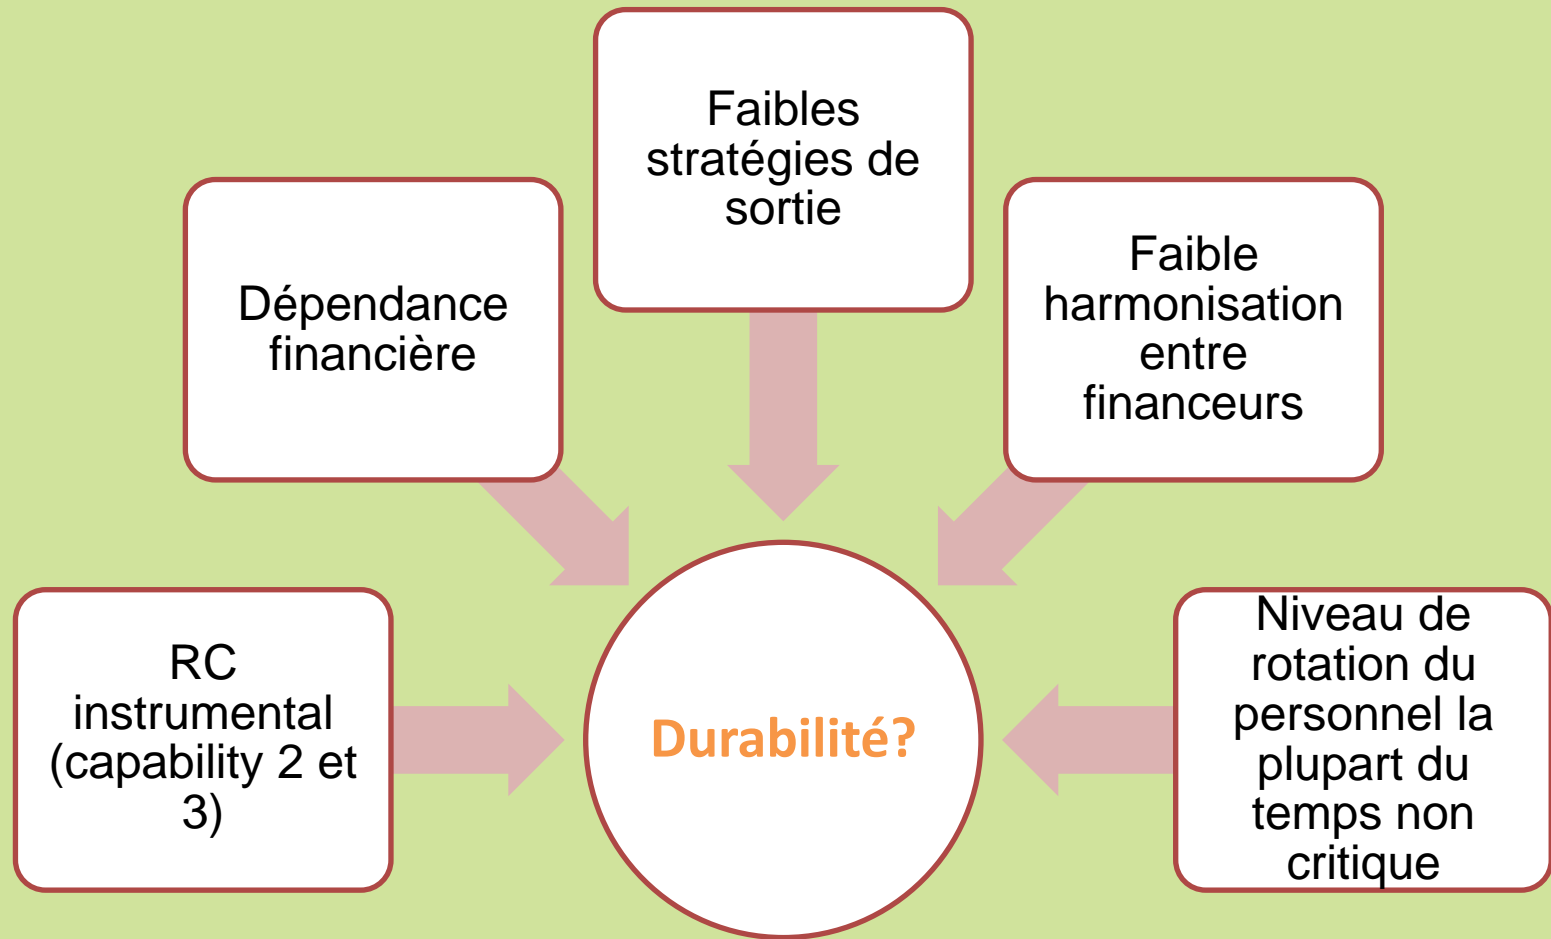 Faibles
stratégies de
sortie
Dépendance
financière
Faible
harmonisation
entre
financeurs
RC
instrumental
(capability 2 et
3)
Durabilité?
Niveau de
rotation du
personnel la
plupart du
temps non
critique